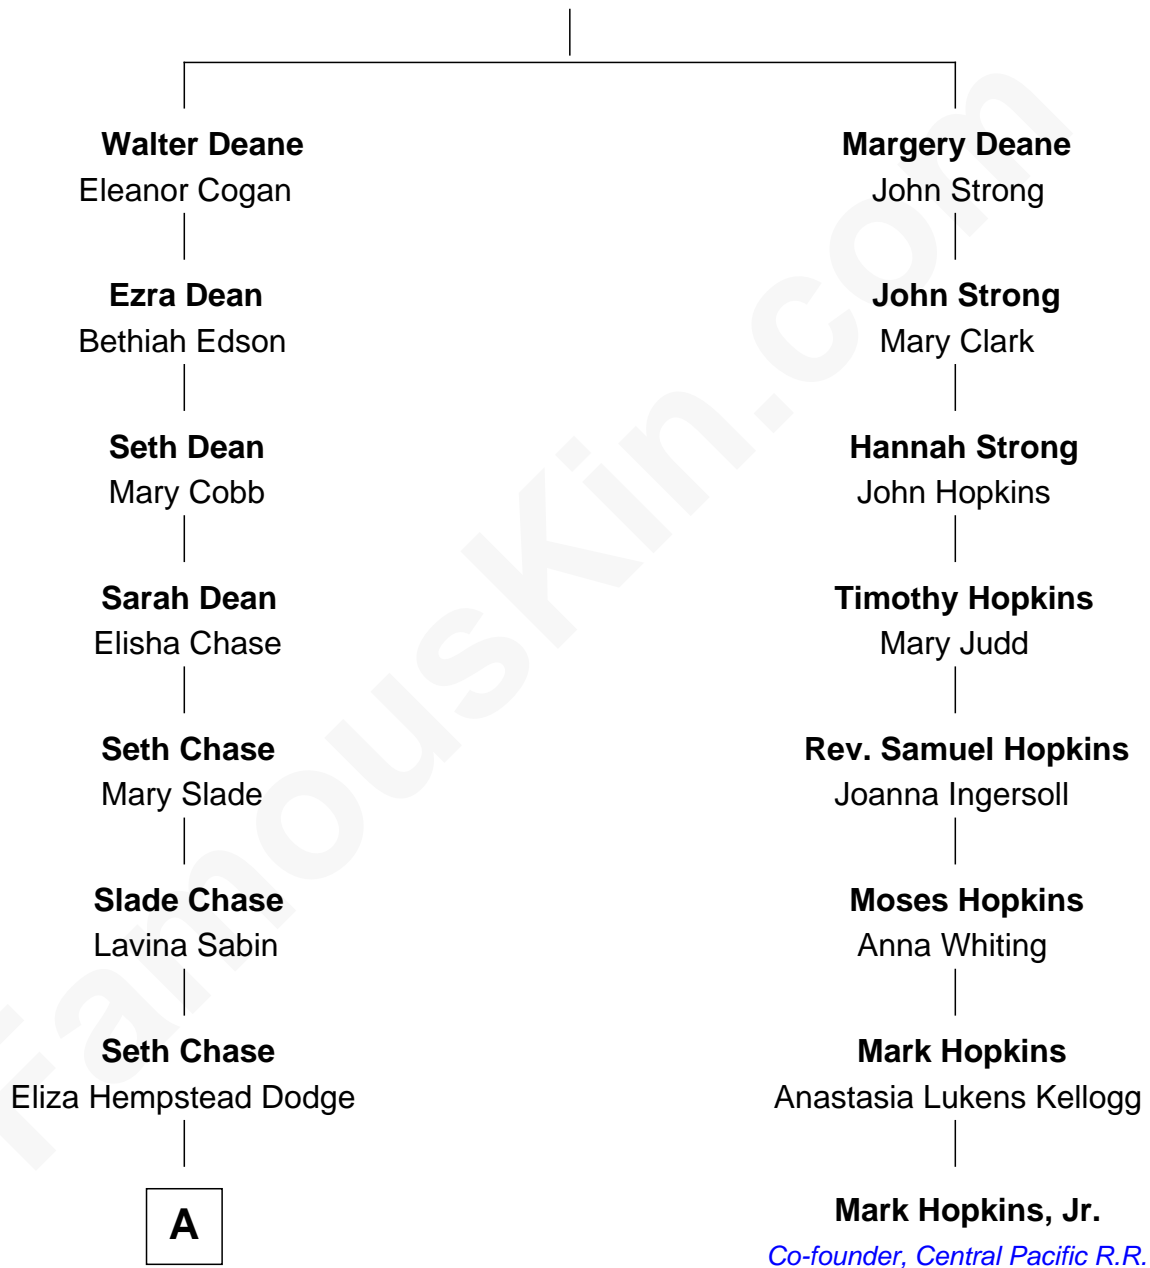 Walter Deane
Eleanor Cogan
Ezra Dean
Bethiah Edson
Seth Dean
Mary Cobb
Sarah Dean
Elisha Chase
Seth Chase
Mary Slade
Slade Chase
Lavina Sabin
Seth Chase
Eliza Hempstead Dodge
A
Margery Deane
John Strong
John Strong
Mary Clark
Hannah Strong
John Hopkins
Timothy Hopkins
Mary Judd
Rev. Samuel Hopkins
Joanna Ingersoll
Moses Hopkins
Anna Whiting
Mark Hopkins
Anastasia Lukens Kellogg
Mark Hopkins, Jr.
Co-founder, Central Pacific R.R.
FamousKin.com